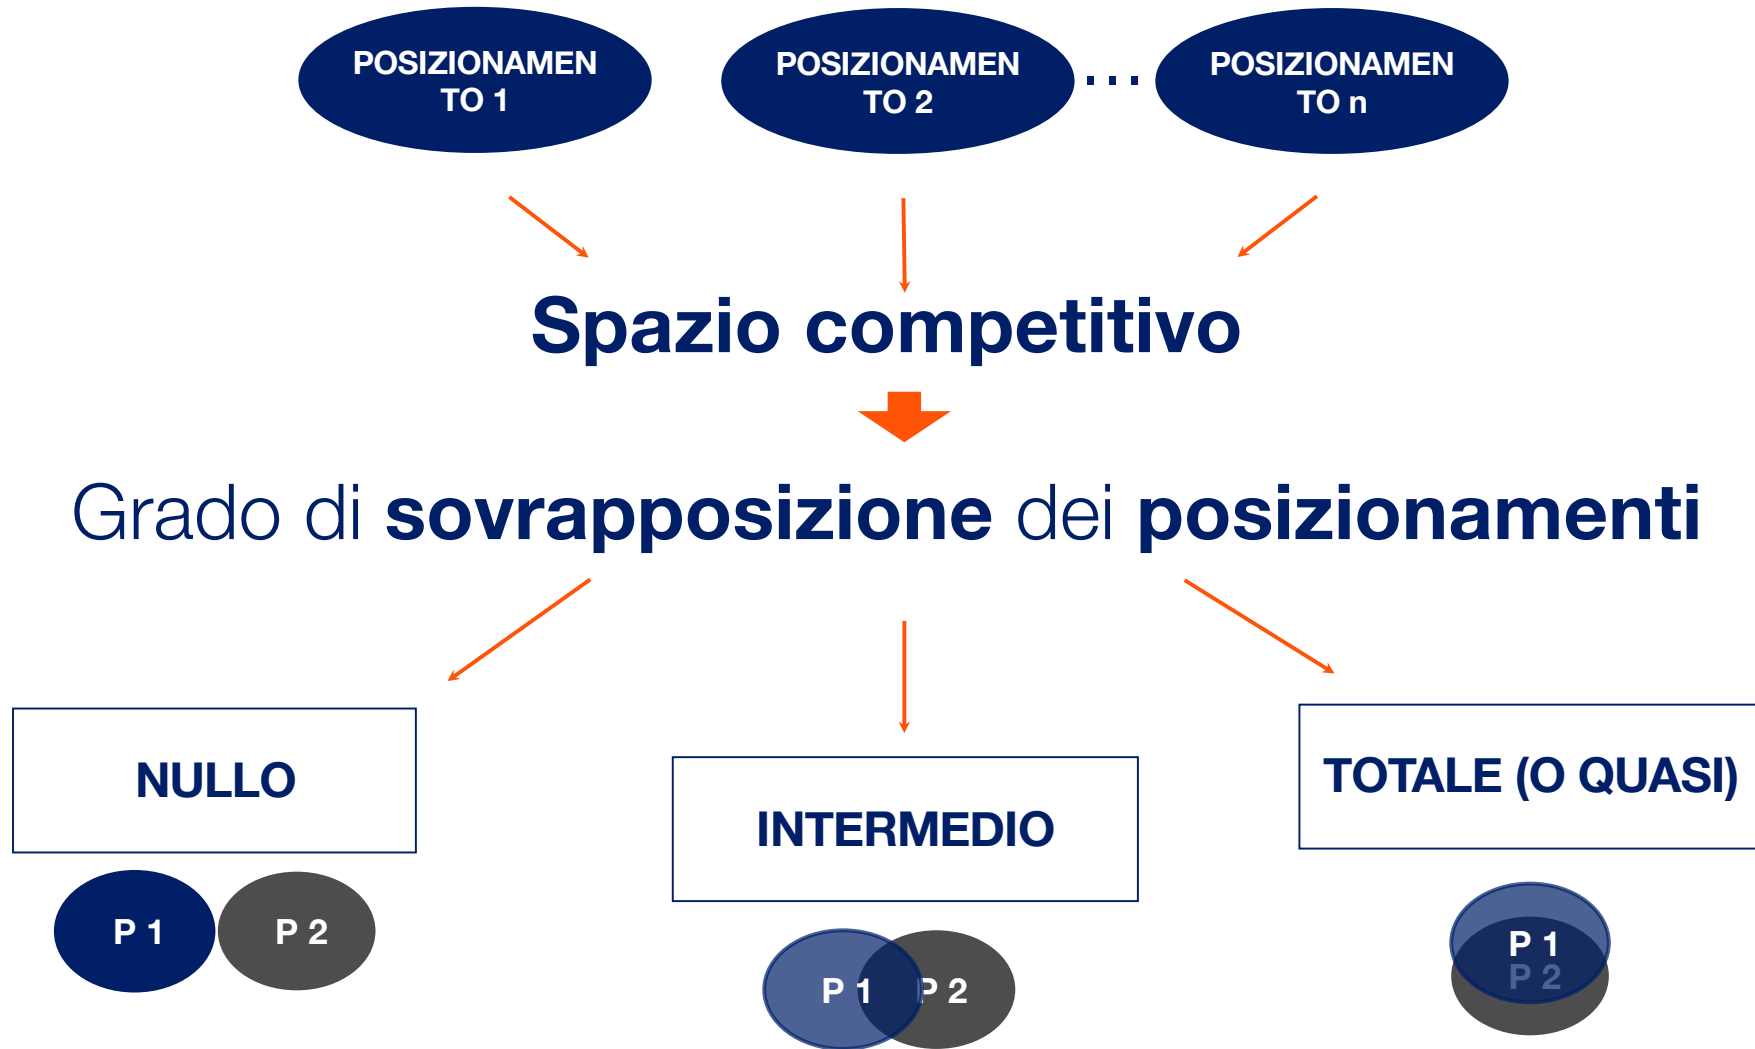 POSIZIONAMEN
TO 1
POSIZIONAMEN
TO 2
...
POSIZIONAMEN
TO n
Spazio competitivo
Grado di sovrapposizione dei posizionamenti
NULLO
INTERMEDIO
TOTALE (O QUASI)
P 1
P 2
P 1
P 2
P 1
P 2